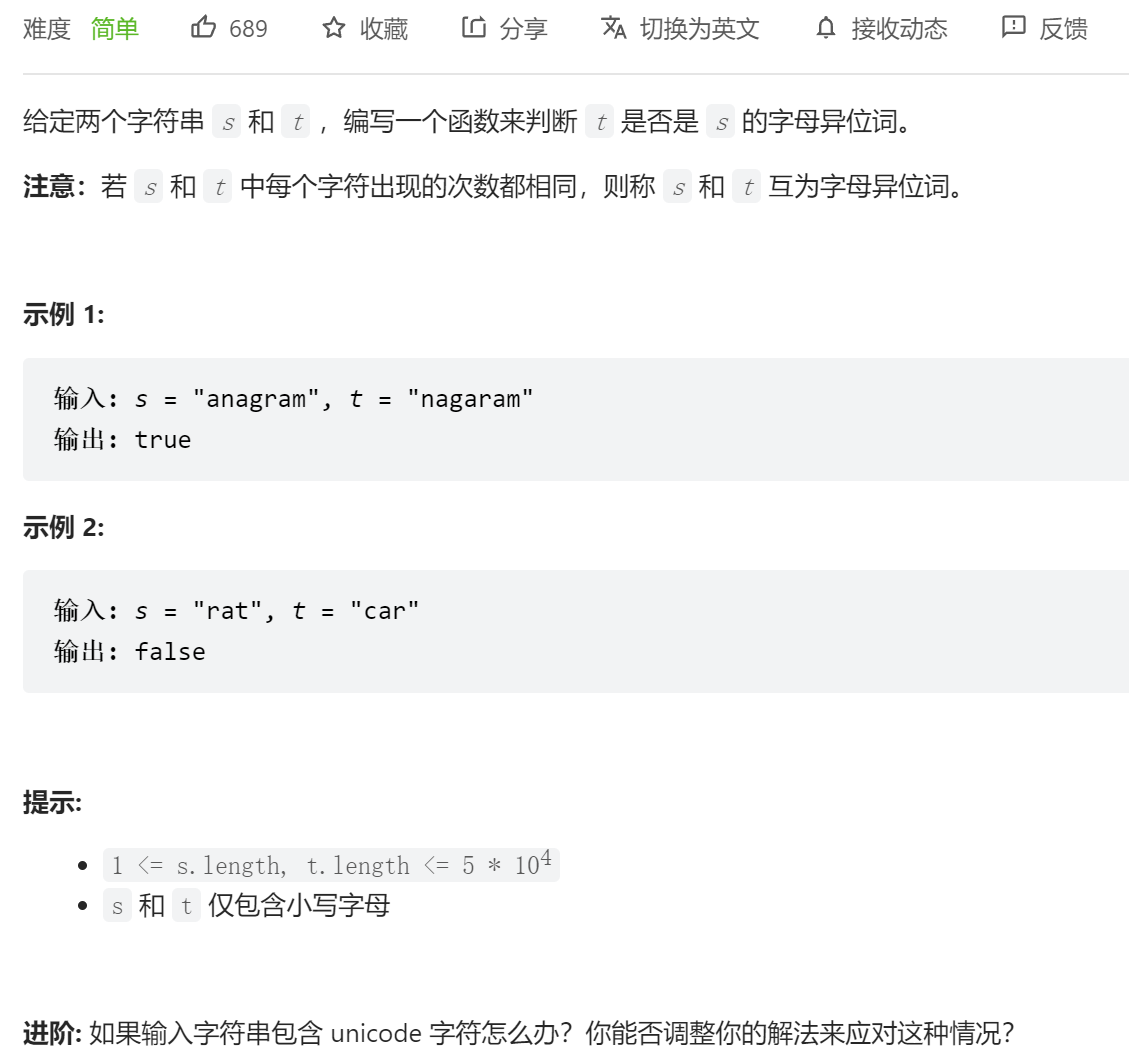 难度 简单 689 收藏 分享 切换为英文 接收动态 反馈
给定两个字符串 s 和 t ，编写一个函数来判断 t 是否是 s 的字母异位词。
注意：若 s 和 t 中每个字符出现的次数都相同，则称 s 和 t 互为字母异位词。
示例 1:
输入: s = "anagram", t = "nagaram"
输出: true
示例 2:
输入: s = "rat", t = "car"
输出: false
提示:
• 1 <= s.length, t.length <= 5 * 10⁴
• s 和 t 仅包含小写字母
进阶: 如果输入字符串包含 unicode 字符怎么办？你能否调整你的解法来应对这种情况？